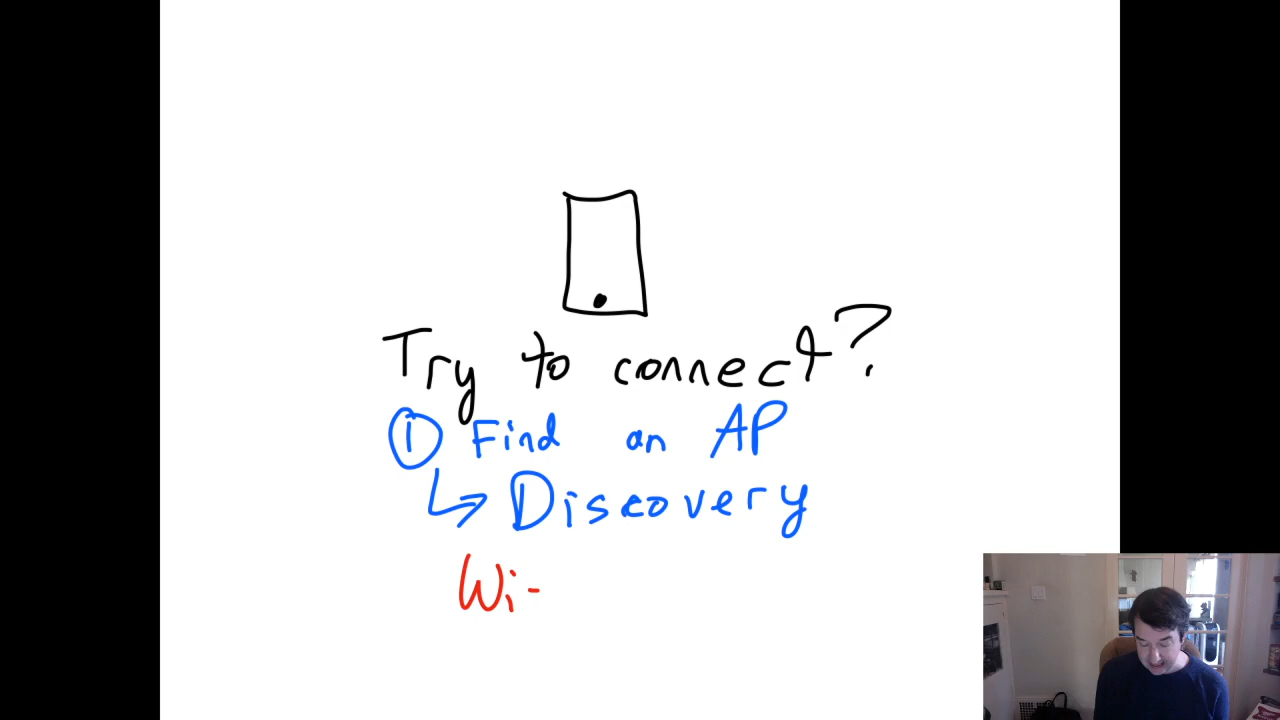 Try to connect?
① Find an AP
↳ Discovery
Wi-